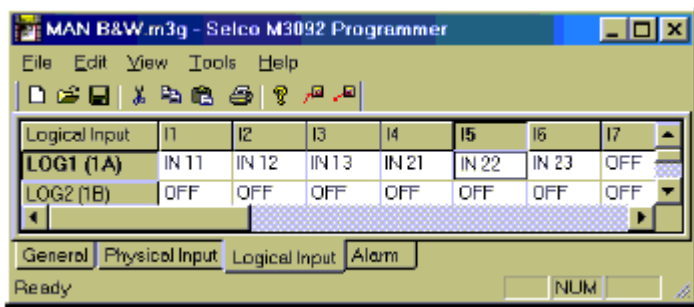 MAN B&W.m3g - Selco M3092 Programmer
File Edit View Tools Help
Logical Input I1 I2 I3 I4 I5 I6 I7
LOG1 (1A) IN 11 IN 12 IN 13 IN 21 IN 22 IN 23 OFF
LOG2 (1B) OFF OFF OFF OFF OFF OFF OFF
General Physical Input Logical Input Alarm
Ready NUM